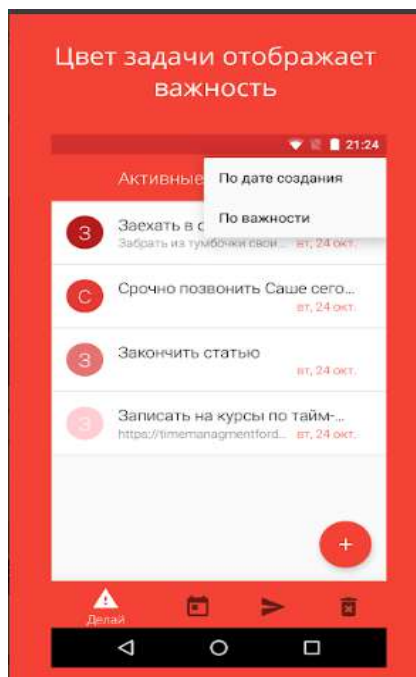 Цвет задачи отображает
важность
21:24
Активные
По дате создания
По важности
З
Заехать в с
Забрать из тумбочки свои... вт, 24 окт.
С
Срочно позвонить Саше сего...
вт, 24 окт.
З
Закончить статью
вт, 24 окт.
З
Записать на курсы по тайм-...
https://timemanagmentford... вт, 24 окт.
+
Делай